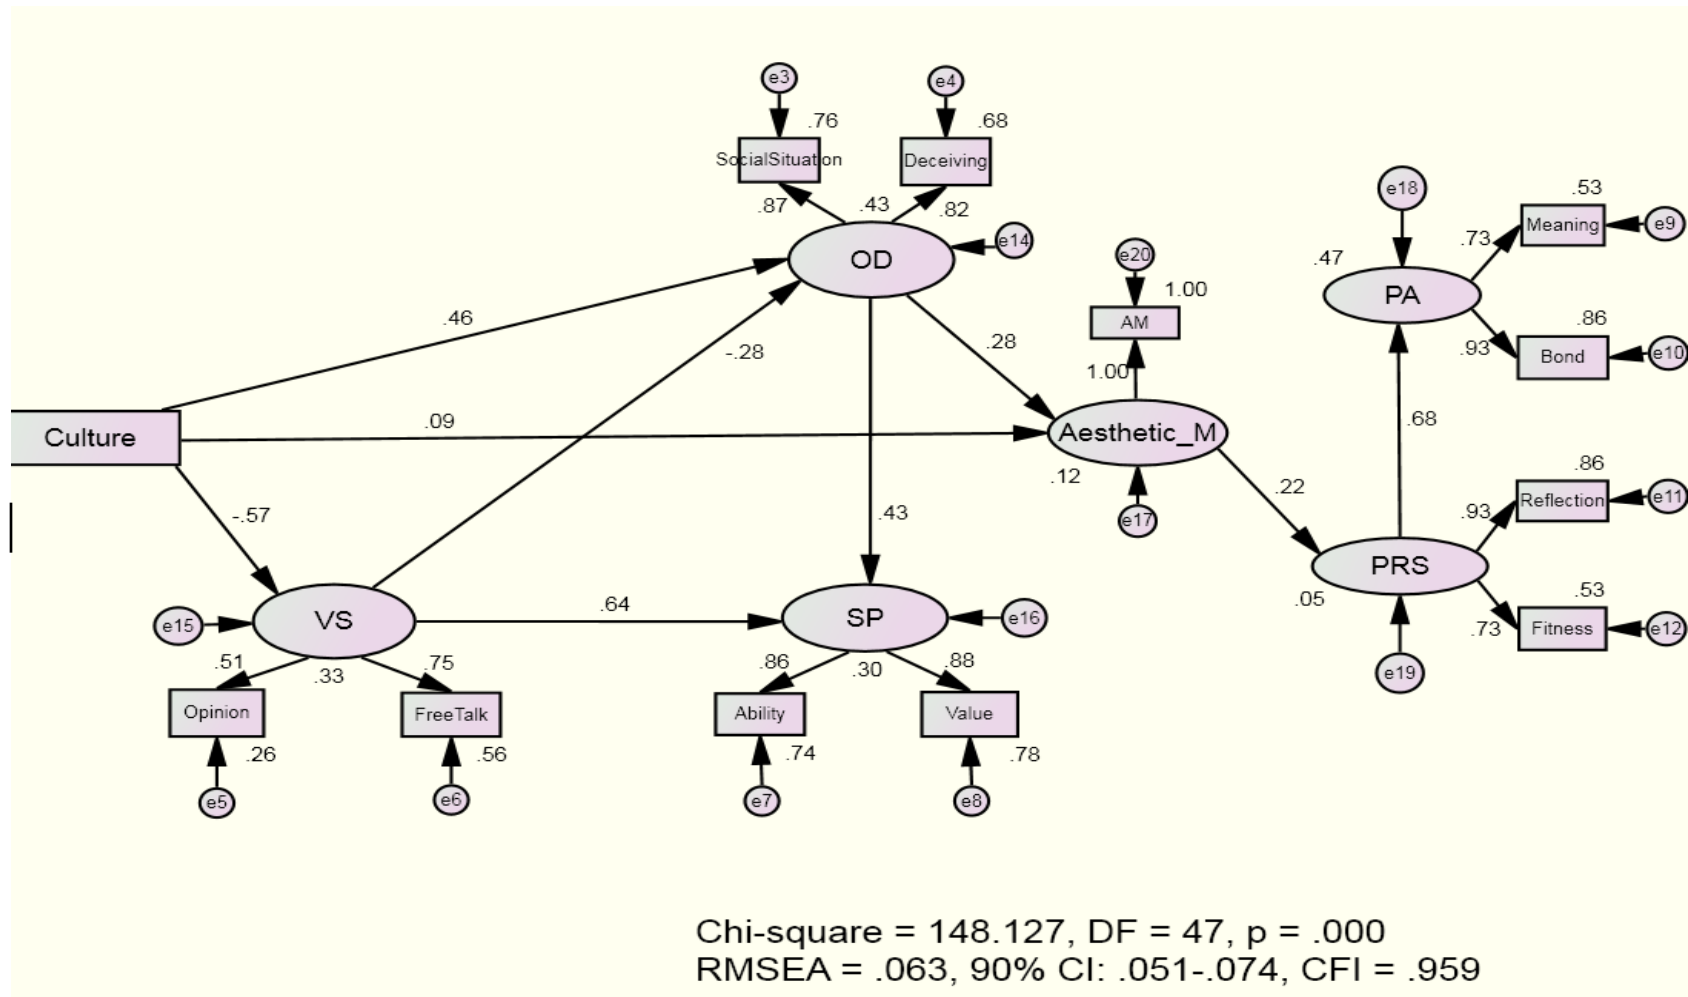 e3
e4
.76
.68
SocialSituation
Deceiving
e18
.53
.87
.43
.82
Meaning
e9
e14
e20
.73
.47
OD
1.00
PA
.46
AM
.86
-.28
.28
.93
Bond
e10
1.00
.09
.68
Culture
Aesthetic_M
.12
.86
.22
-.57
.43
.93
Reflection
e11
e17
PRS
.05
.53
.64
e15
VS
SP
e16
.73
Fitness
e12
.51
.33
.75
.86
.30
.88
e19
Opinion
FreeTalk
Ability
Value
.26
.56
.74
.78
e5
e6
e7
e8
Chi-square = 148.127, DF = 47, p = .000
RMSEA = .063, 90% CI: .051-.074, CFI = .959